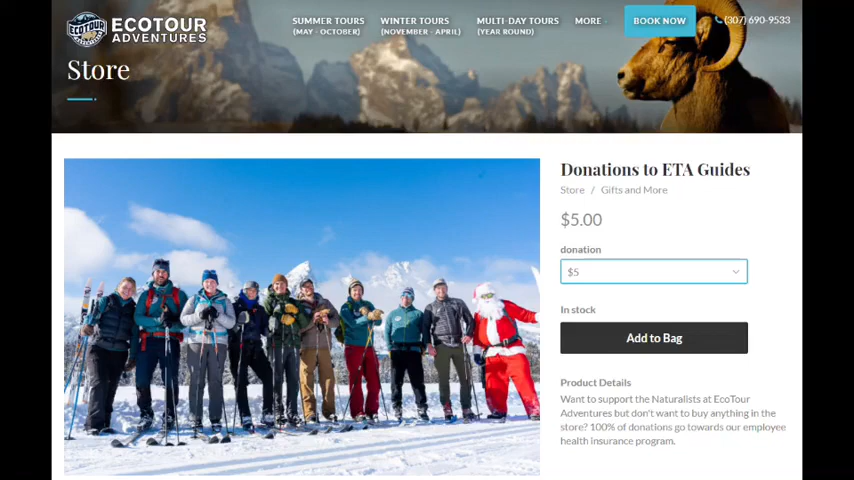 ECOTOUR
ECOTOUR
ADVENTURES
SUMMER TOURS
(MAY - OCTOBER)
WINTER TOURS
(NOVEMBER - APRIL)
MULTI-DAY TOURS
(YEAR ROUND)
MORE
BOOK NOW
(307) 690-9533
Store
Donations to ETA Guides
Store / Gifts and More
$5.00
donation
$5
In stock
Add to Bag
Product Details
Want to support the Naturalists at EcoTour
Adventures but don't want to buy anything in the
store? 100% of donations go towards our employee
health insurance program.